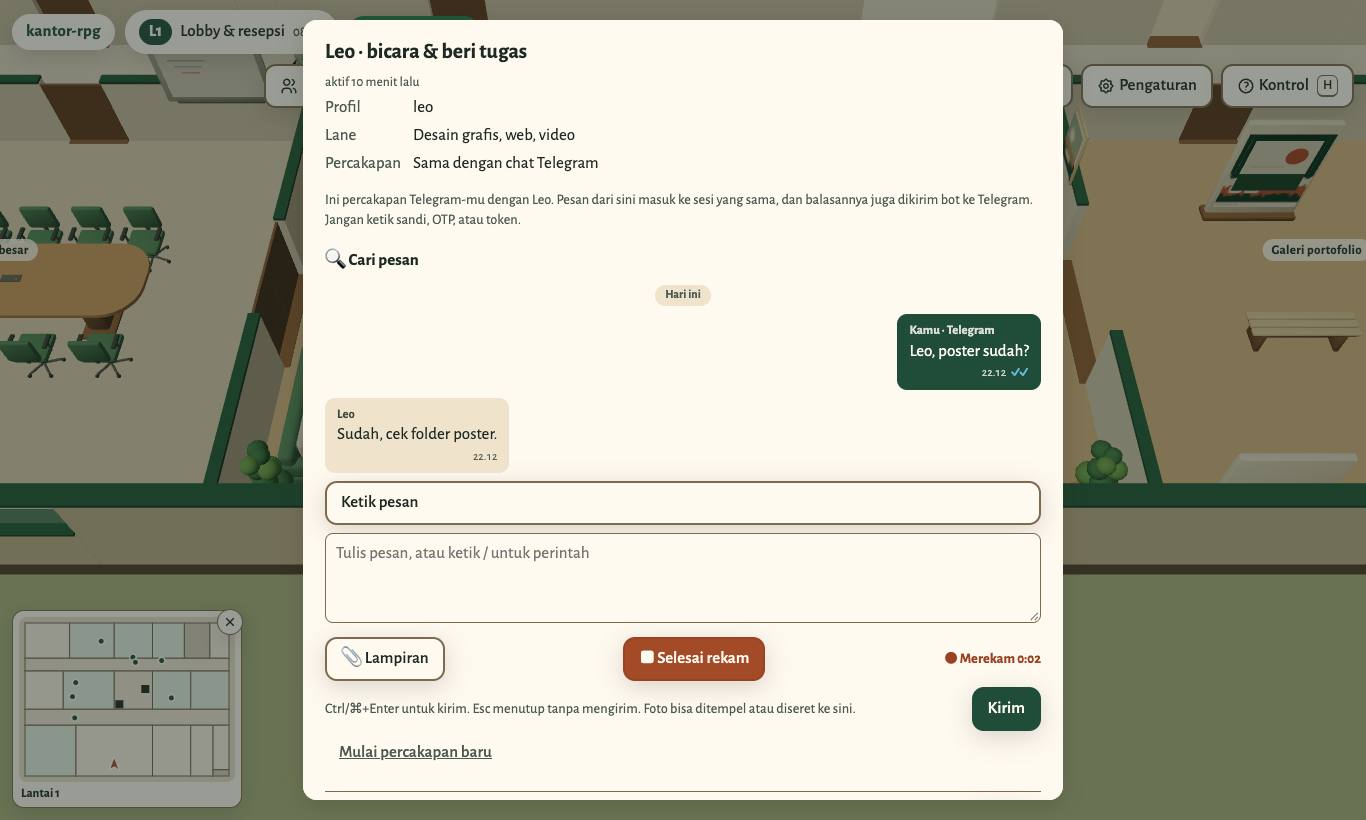 kantor-rpg
L1 Lobby & resepsi
Pengaturan
Kontrol H
besar
Galeri portofolio
Leo · bicara & beri tugas
aktif 10 menit lalu
Profil leo
Lane Desain grafis, web, video
Percakapan Sama dengan chat Telegram
Ini percakapan Telegram-mu dengan Leo. Pesan dari sini masuk ke sesi yang sama, dan balasannya juga dikirim bot ke Telegram.
Jangan ketik sandi, OTP, atau token.
Cari pesan
Hari ini
Kamu · Telegram
Leo, poster sudah?
22.12
Leo
Sudah, cek folder poster.
22.12
Ketik pesan
Tulis pesan, atau ketik / untuk perintah
Lampiran
Selesai rekam
Merekam 0:02
Ctrl/⌘+Enter untuk kirim. Esc menutup tanpa mengirim. Foto bisa ditempel atau diseret ke sini.
Kirim
Mulai percakapan baru
Lantai 1